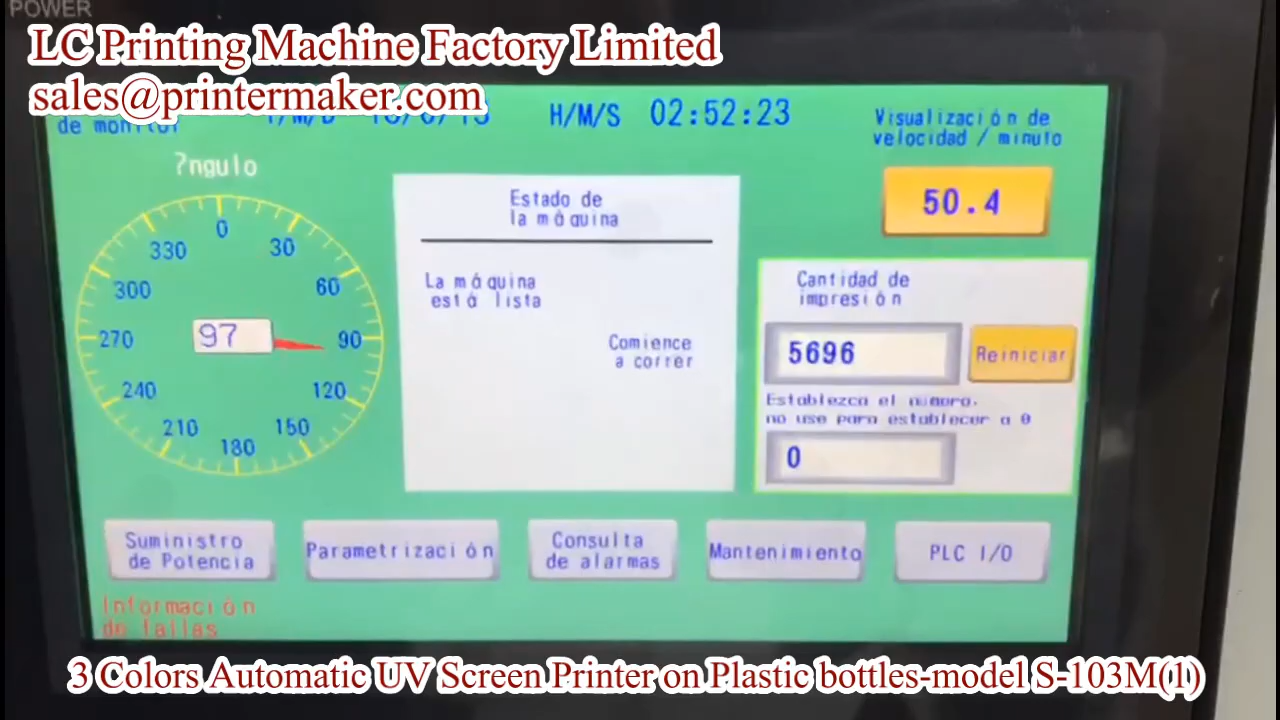 POWER
LC Printing Machine Factory Limited
sales@printermaker.com
de monitor
Y/M/D
H/M/S 02:52:23
Visualización de
velocidad / minuto
?ngulo
50.4
0
30
60
90
120
150
180
210
240
270
300
330
97
Estado de
la máquina
La máquina
está lista
Comience
a correr
Cantidad de
impresión
5696
Reiniciar
Establezca el número,
no use para establecer a 0
0
Suministro
de Potencia
Parametrización
Consulta
de alarmas
Mantenimiento
PLC I/O
Información
de fallas
3 Colors Automatic UV Screen Printer on Plastic bottles-model S-103M(1)